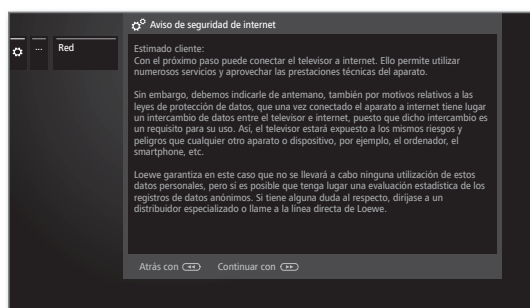 Aviso de seguridad de internet
... Red
Estimado cliente:
Con el próximo paso puede conectar el televisor a internet. Ello permite utilizar
numerosos servicios y aprovechar las prestaciones técnicas del aparato.
Sin embargo, debemos indicarle de antemano, también por motivos relativos a las
leyes de protección de datos, que una vez conectado el aparato a internet tiene lugar
un intercambio de datos entre el televisor e internet, puesto que dicho intercambio es
un requisito para su uso. Así, el televisor estará expuesto a los mismos riesgos y
peligros que cualquier otro aparato o dispositivo, por ejemplo, el ordenador, el
smartphone, etc.
Loewe garantiza en este caso que no se llevará a cabo ninguna utilización de estos
datos personales, pero sí es posible que tenga lugar una evaluación estadística de los
registros de datos anónimos. Si tiene alguna duda al respecto, diríjase a un
distribuidor especializado o llame a la línea directa de Loewe.
Atrás con Continuar con